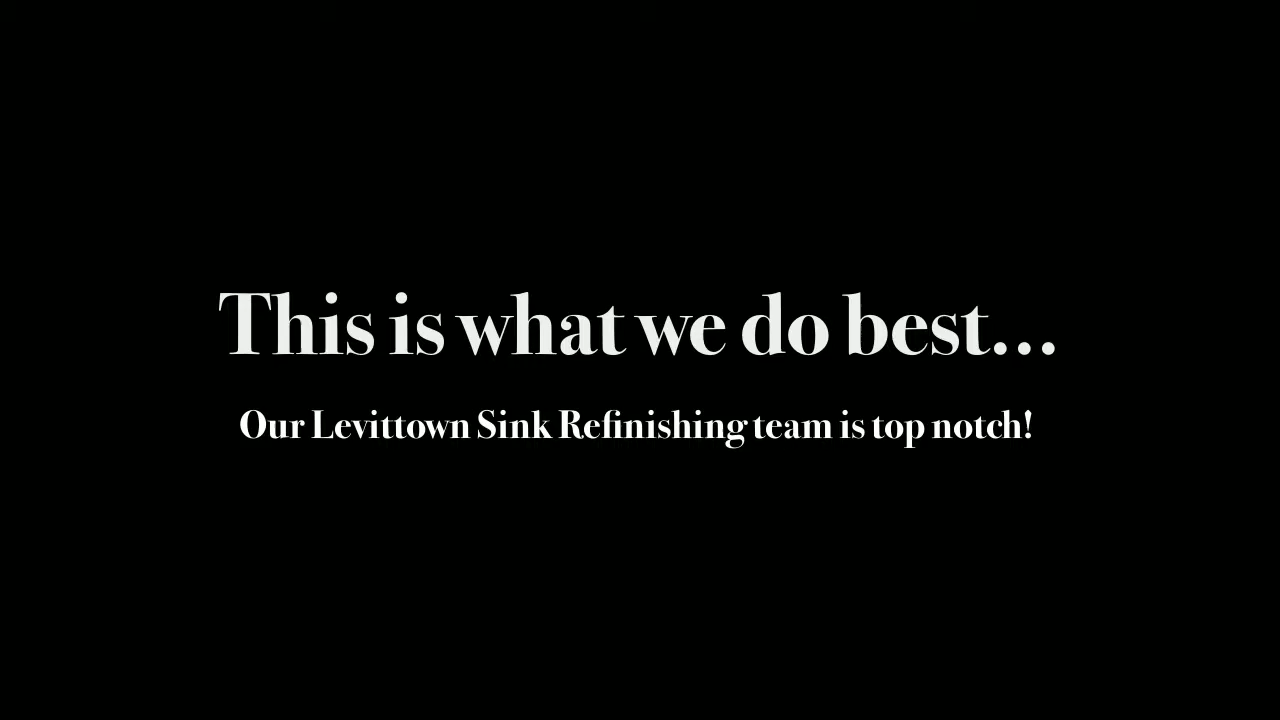 This is what we do best...
Our Levittown Sink Refinishing team is top notch!